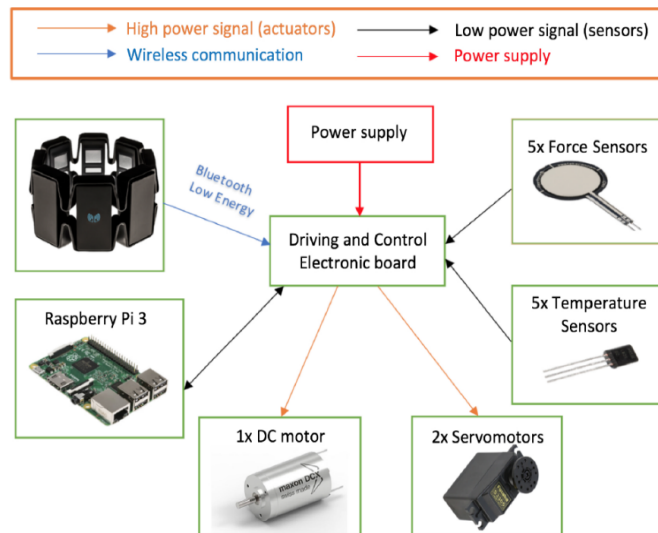 High power signal (actuators)
Low power signal (sensors)
Wireless communication
Power supply
Power supply
5x Force Sensors
Bluetooth
Low Energy
Driving and Control
Electronic board
Raspberry Pi 3
5x Temperature
Sensors
1x DC motor
2x Servomotors
maxon DCX